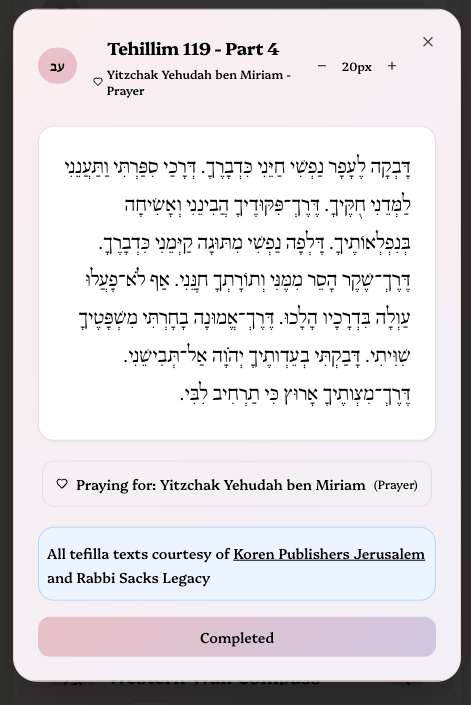 עב
Tehillim 119 - Part 4
Yitzchak Yehudah ben Miriam -
Prayer
− 20px +
דָּבְקָה לֶעָפָר נַפְשִׁי חַיֵּנִי כִּדְבָרֶךָ. דְּרָכַי סִפַּרְתִּי וַתַּעֲנֵנִי
לַמְּדֵנִי חֻקֶּיךָ. דֶּרֶךְ־פִּקּוּדֶיךָ הֲבִינֵנִי וְאָשִׂיחָה
בְּנִפְלְאוֹתֶיךָ. דָּלְפָה נַפְשִׁי מִתּוּגָה קַיְּמֵנִי כִּדְבָרֶךָ.
דֶּרֶךְ־שֶׁקֶר הָסֵר מִמֶּנִּי וְתוֹרָתְךָ חָנֵּנִי. אַף לֹא־פָעֲלוּ
עַוְלָה בִּדְרָכָיו הָלָכוּ. דֶּרֶךְ־אֱמוּנָה בָחָרְתִּי מִשְׁפָּטֶיךָ
שִׁוִּיתִי. דָּבַקְתִּי בְעֵדְוֹתֶיךָ יְהֹוָה אַל־תְּבִישֵׁנִי.
דֶּרֶךְ־מִצְוֹתֶיךָ אָרוּץ כִּי תַרְחִיב לִבִּי.
Praying for: Yitzchak Yehudah ben Miriam (Prayer)
All tefilla texts courtesy of Koren Publishers Jerusalem
and Rabbi Sacks Legacy
Completed